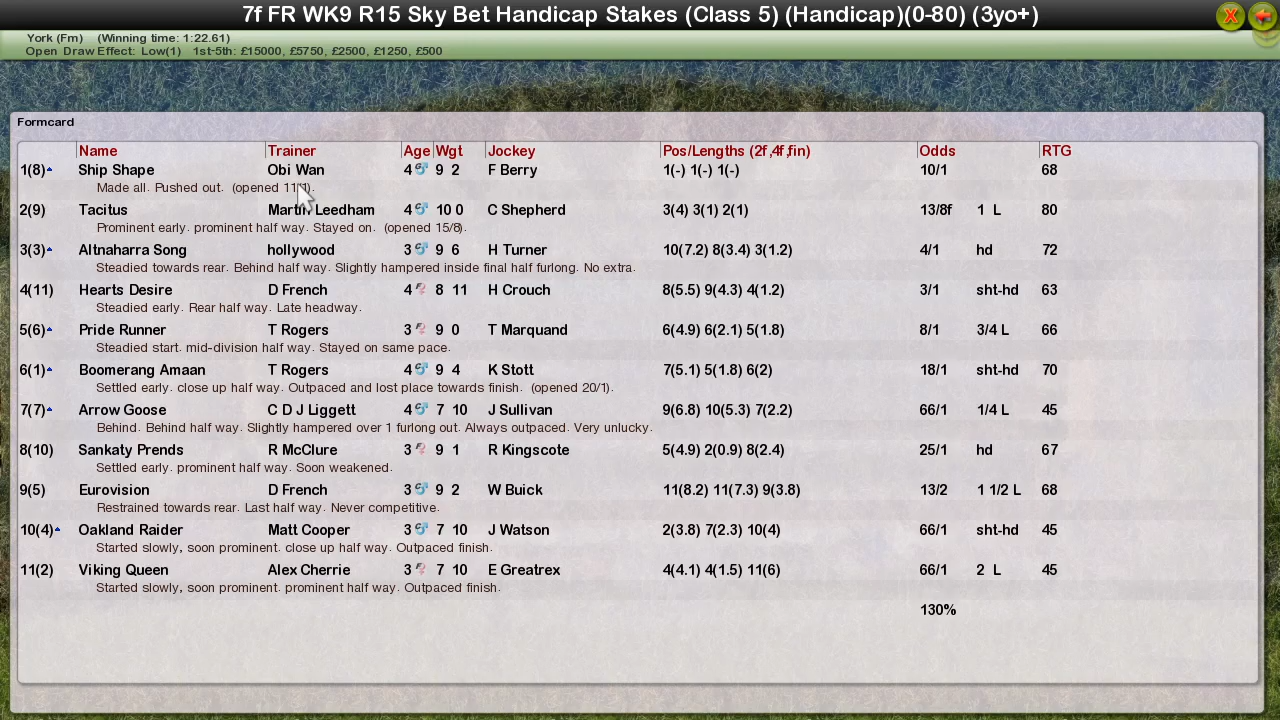 7f FR WK9 R15 Sky Bet Handicap Stakes (Class 5) (Handicap)(0-80) (3yo+)
X
York (Fm) (Winning time: 1:22.61)
Open Draw Effect: Low(1) 1st-5th: £15000, £5750, £2500, £1250, £500
Formcard
Name Trainer Age Wgt Jockey Pos/Lengths (2f,4f,fin) Odds RTG
1(8) Ship Shape Obi Wan 4 9 2 F Berry 1(-) 1(-) 1(-) 10/1 68
Made all. Pushed out. (opened
2(9) Tacitus Martin Leedham 4 10 0 C Shepherd 3(4) 3(1) 2(1) 13/8f 1 L 80
Prominent early. prominent half way. Stayed on. (opened 15/8).
3(3) Altnaharra Song hollywood 3 9 6 H Turner 10(7.2) 8(3.4) 3(1.2) 4/1 hd 72
Steadied towards rear. Behind half way. Slightly hampered inside final half furlong. No extra.
4(11) Hearts Desire D French 4 8 11 H Crouch 8(5.5) 9(4.3) 4(1.2) 3/1 sht-hd 63
Steadied early. Rear half way. Late headway.
5(6) Pride Runner T Rogers 3 9 0 T Marquand 6(4.9) 6(2.1) 5(1.8) 8/1 3/4 L 66
Steadied start. mid-division half way. Stayed on same pace.
6(1) Boomerang Amaan T Rogers 4 9 4 K Stott 7(5.1) 5(1.8) 6(2) 18/1 sht-hd 70
Settled early. close up half way. Outpaced and lost place towards finish. (opened 20/1).
7(7) Arrow Goose C D J Liggett 4 7 10 J Sullivan 9(6.8) 10(5.3) 7(2.2) 66/1 1/4 L 45
Behind. Behind half way. Slightly hampered over 1 furlong out. Always outpaced. Very unlucky.
8(10) Sankaty Prends R McClure 3 9 1 R Kingscote 5(4.9) 2(0.9) 8(2.4) 25/1 hd 67
Settled early. prominent half way. Soon weakened.
9(5) Eurovision D French 3 9 2 W Buick 11(8.2) 11(7.3) 9(3.8) 13/2 1 1/2 L 68
Restrained towards rear. Last half way. Never competitive.
10(4) Oakland Raider Matt Cooper 3 7 10 J Watson 2(3.8) 7(2.3) 10(4) 66/1 sht-hd 45
Started slowly, soon prominent. close up half way. Outpaced finish.
11(2) Viking Queen Alex Cherrie 3 7 10 E Greatrex 4(4.1) 4(1.5) 11(6) 66/1 2 L 45
Started slowly, soon prominent. prominent half way. Outpaced finish.
130%